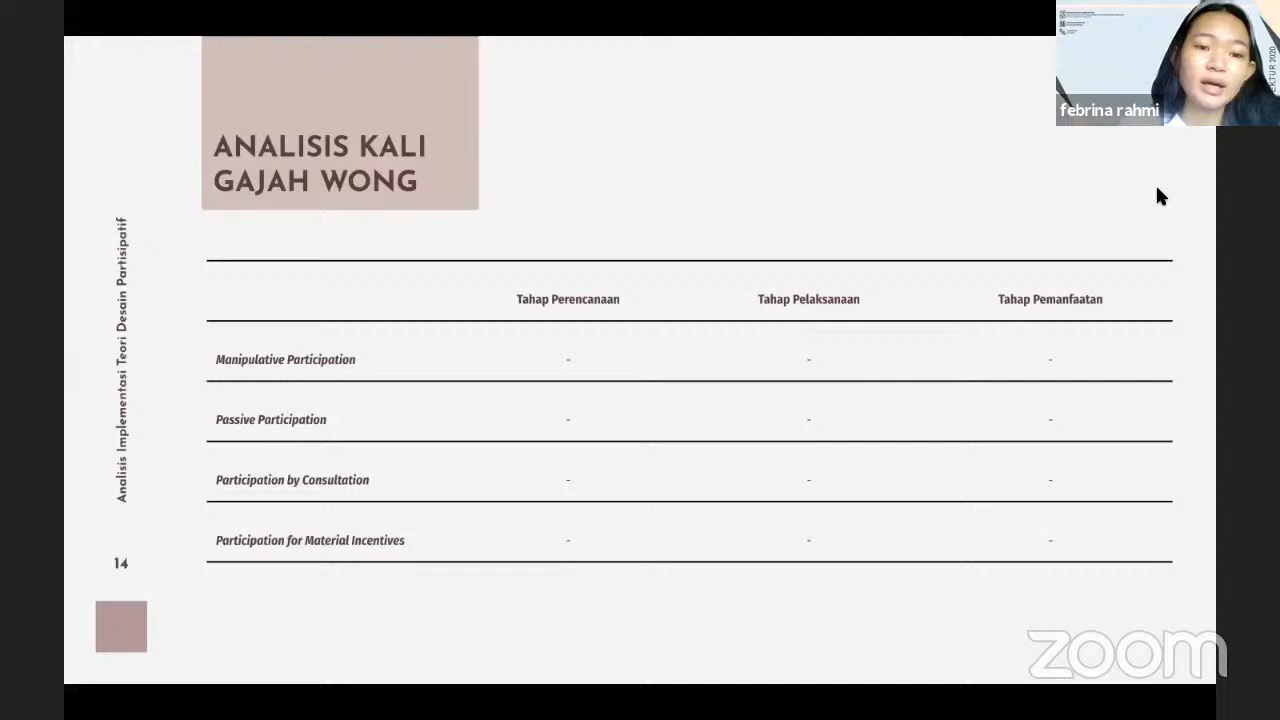 febrina rahmi
ANALISIS KALI
GAJAH WONG
Analisis Implementasi Teori Desain Partisipatif
Tahap Perencanaan Tahap Pelaksanaan Tahap Pemanfaatan
Manipulative Participation - - -
Passive Participation - - -
Participation by Consultation - - -
Participation for Material Incentives - - -
14
zoom